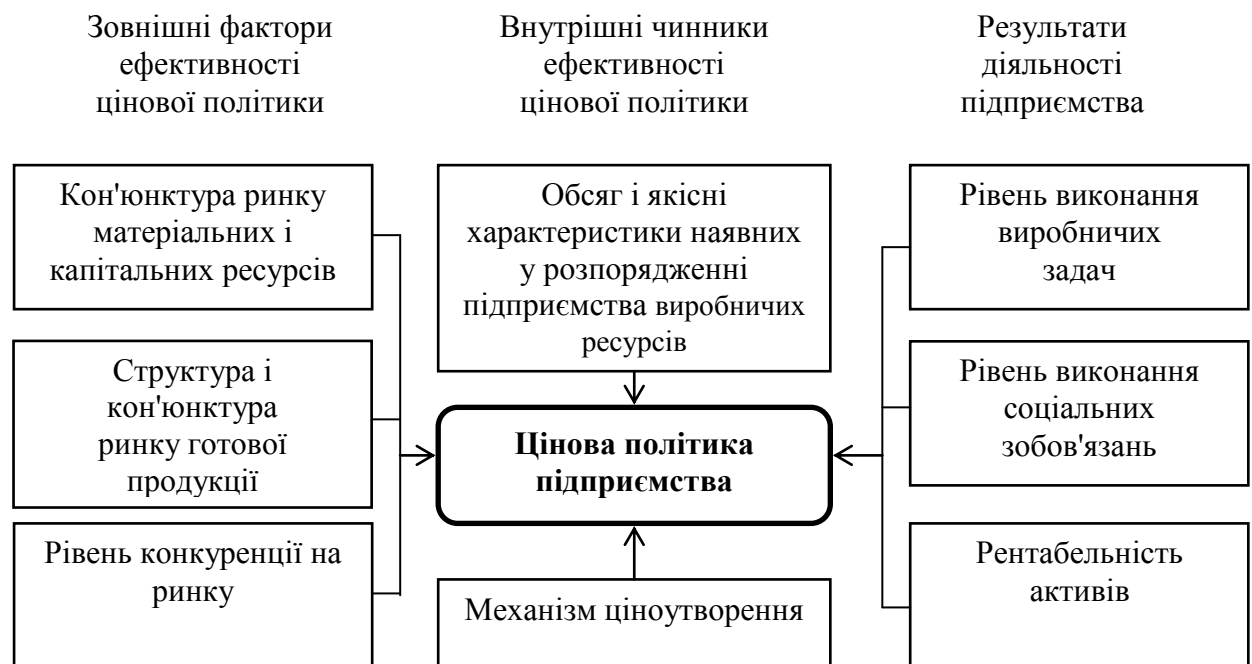 Зовнішні фактори
ефективності
цінової політики
Внутрішні чинники
ефективності
цінової політики
Результати
діяльності
підприємства
Кон'юнктура ринку
матеріальних і
капітальних ресурсів
Структура і
кон'юнктура
ринку готової
продукції
Рівень конкуренції на
ринку
Обсяг і якісні
характеристики наявних
у розпорядженні
підприємства виробничих
ресурсів
Цінова політика
підприємства
Механізм ціноутворення
Рівень виконання
виробничих
задач
Рівень виконання
соціальних
зобов'язань
Рентабельність
активів